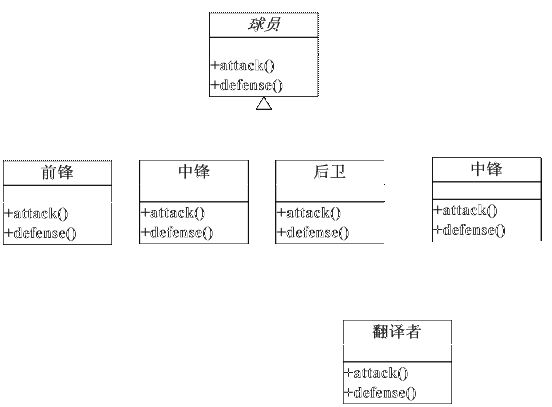 球员
+attack()
+defense()
前锋
+attack()
+defense()
中锋
+attack()
+defense()
后卫
+attack()
+defense()
中锋
+attack()
+defense()
翻译者
+attack()
+defense()